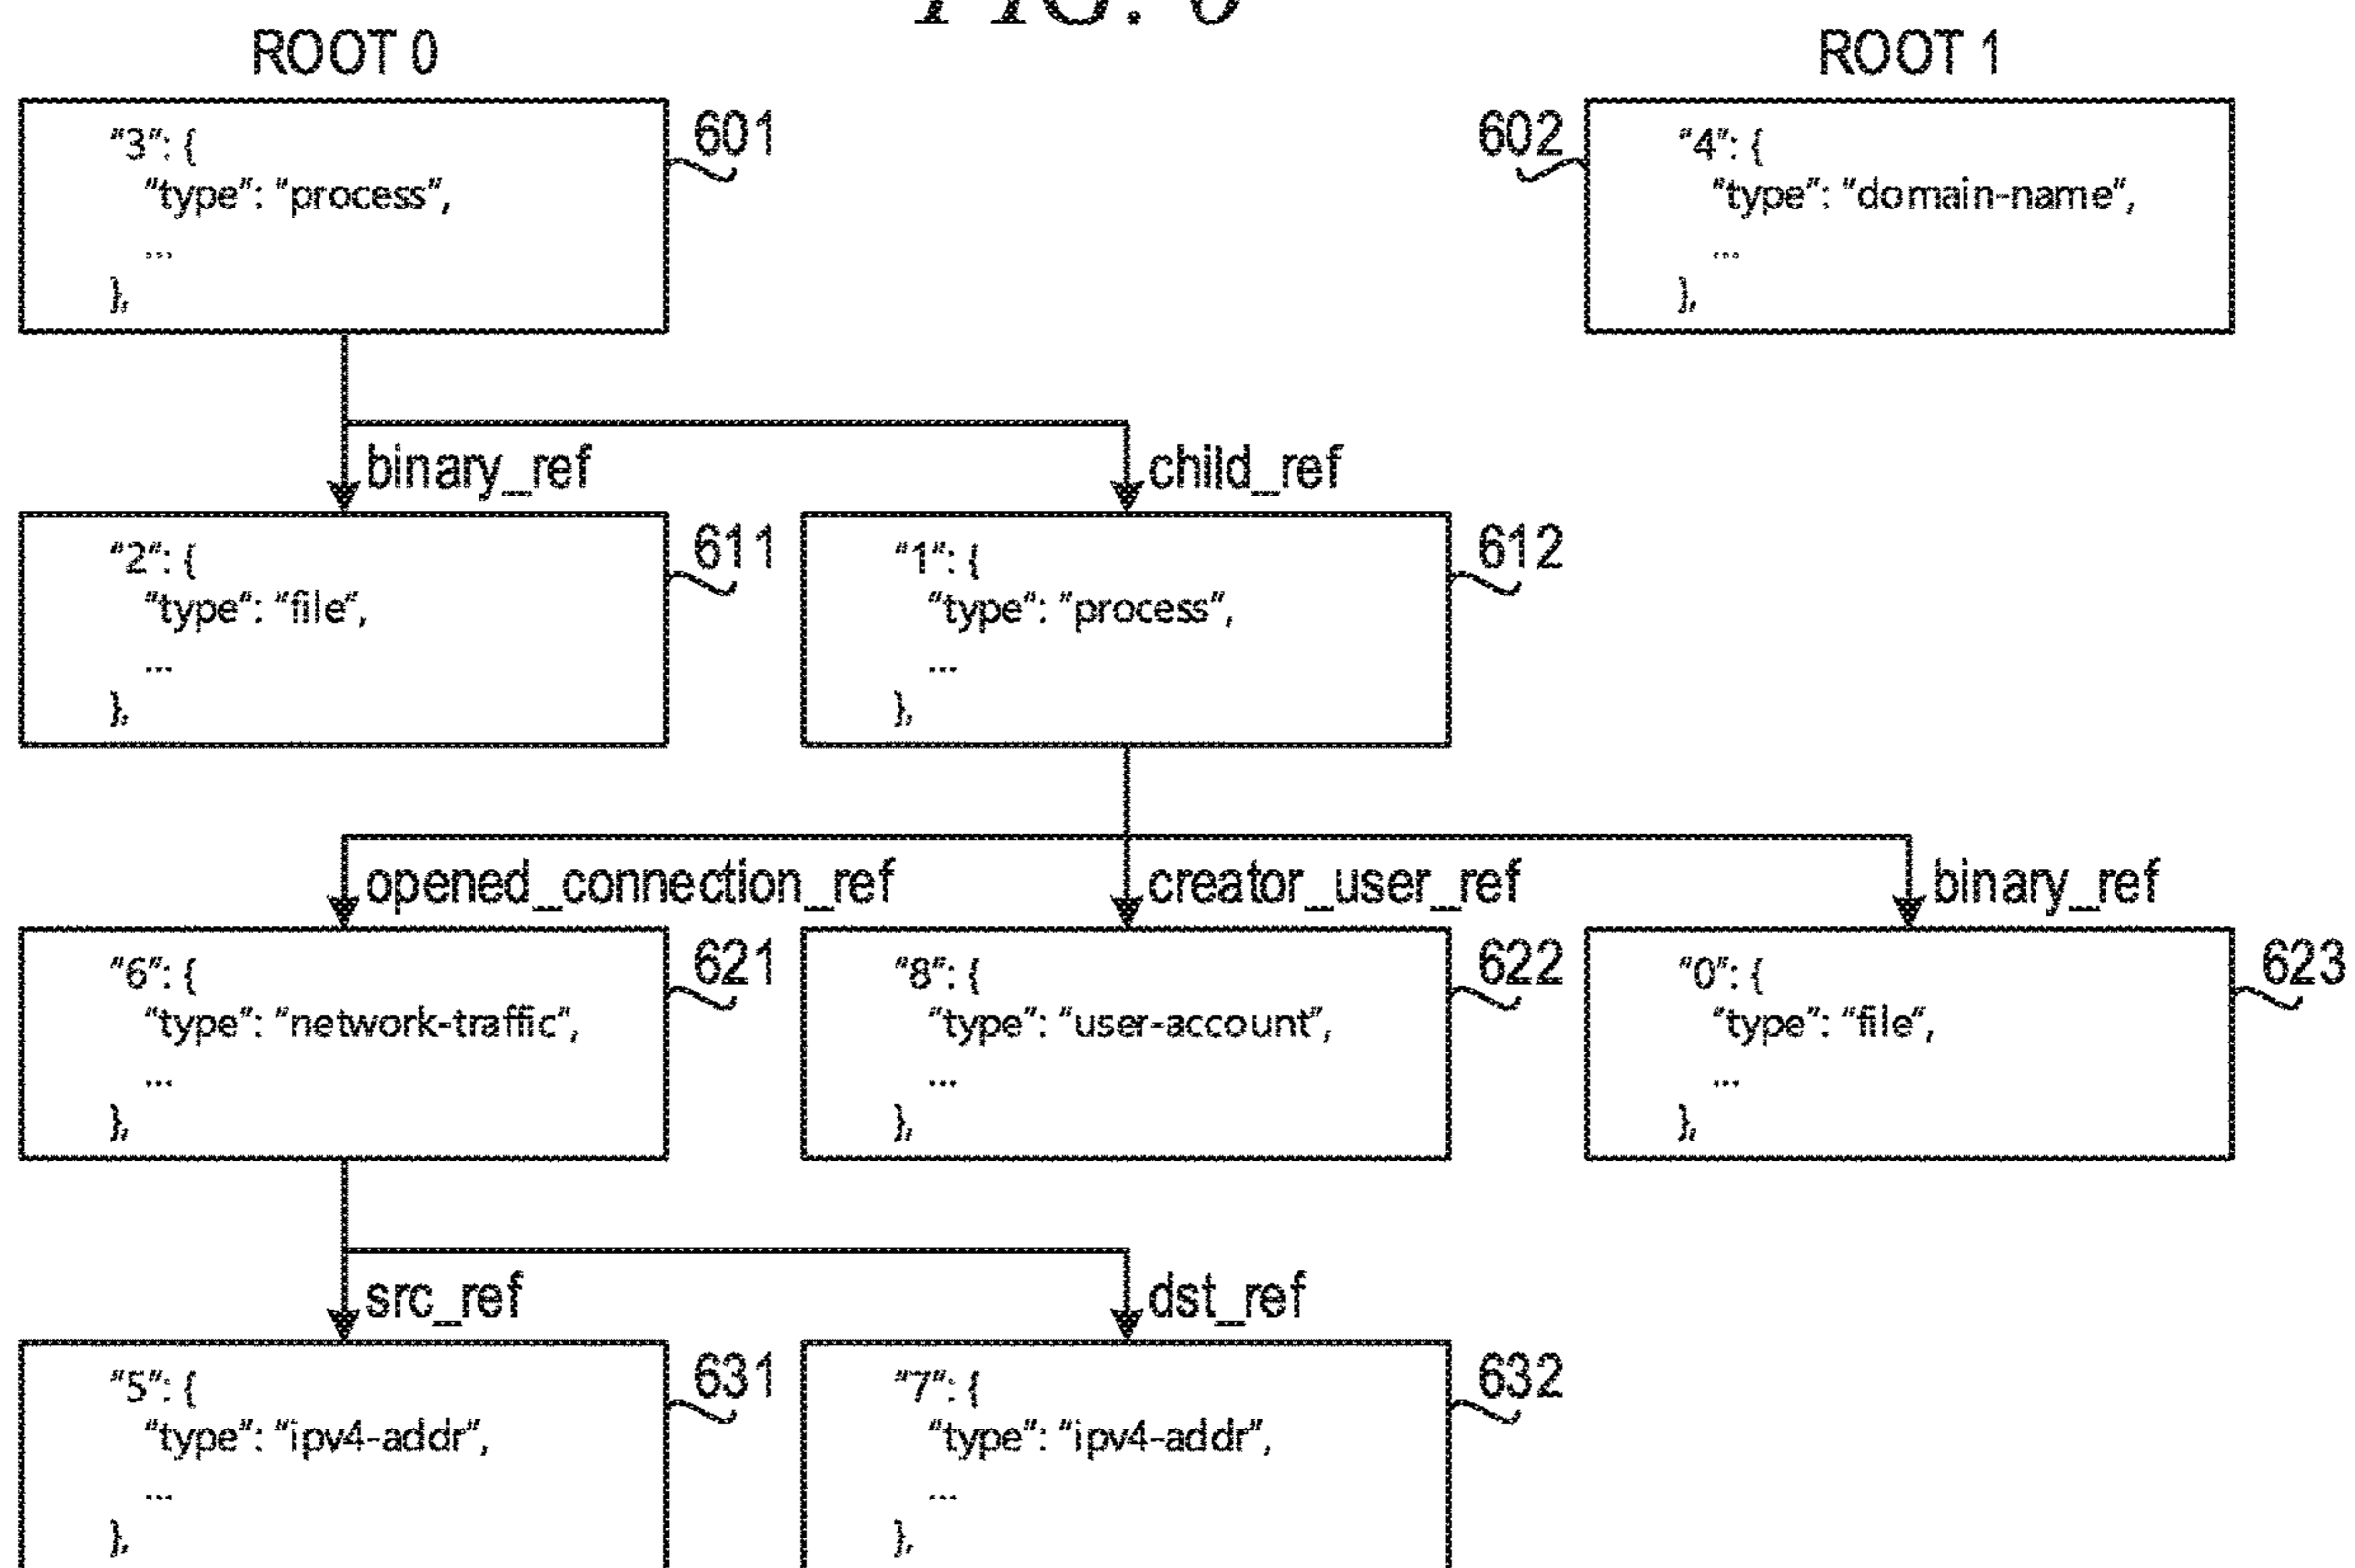 FIG. 6
ROOT 0
ROOT 1
"3": {
"type": "process",
...
},
601
602
"4": {
"type": "domain-name",
...
},
binary_ref
child_ref
"2": {
"type": "file",
...
},
611
"1": {
"type": "process",
...
},
612
opened_connection_ref
creator_user_ref
binary_ref
"6": {
"type": "network-traffic",
...
},
621
"8": {
"type": "user-account",
...
},
622
"0": {
"type": "file",
...
},
623
src_ref
dst_ref
"5": {
"type": "ipv4-addr",
...
},
631
"7": {
"type": "ipv4-addr",
...
},
632